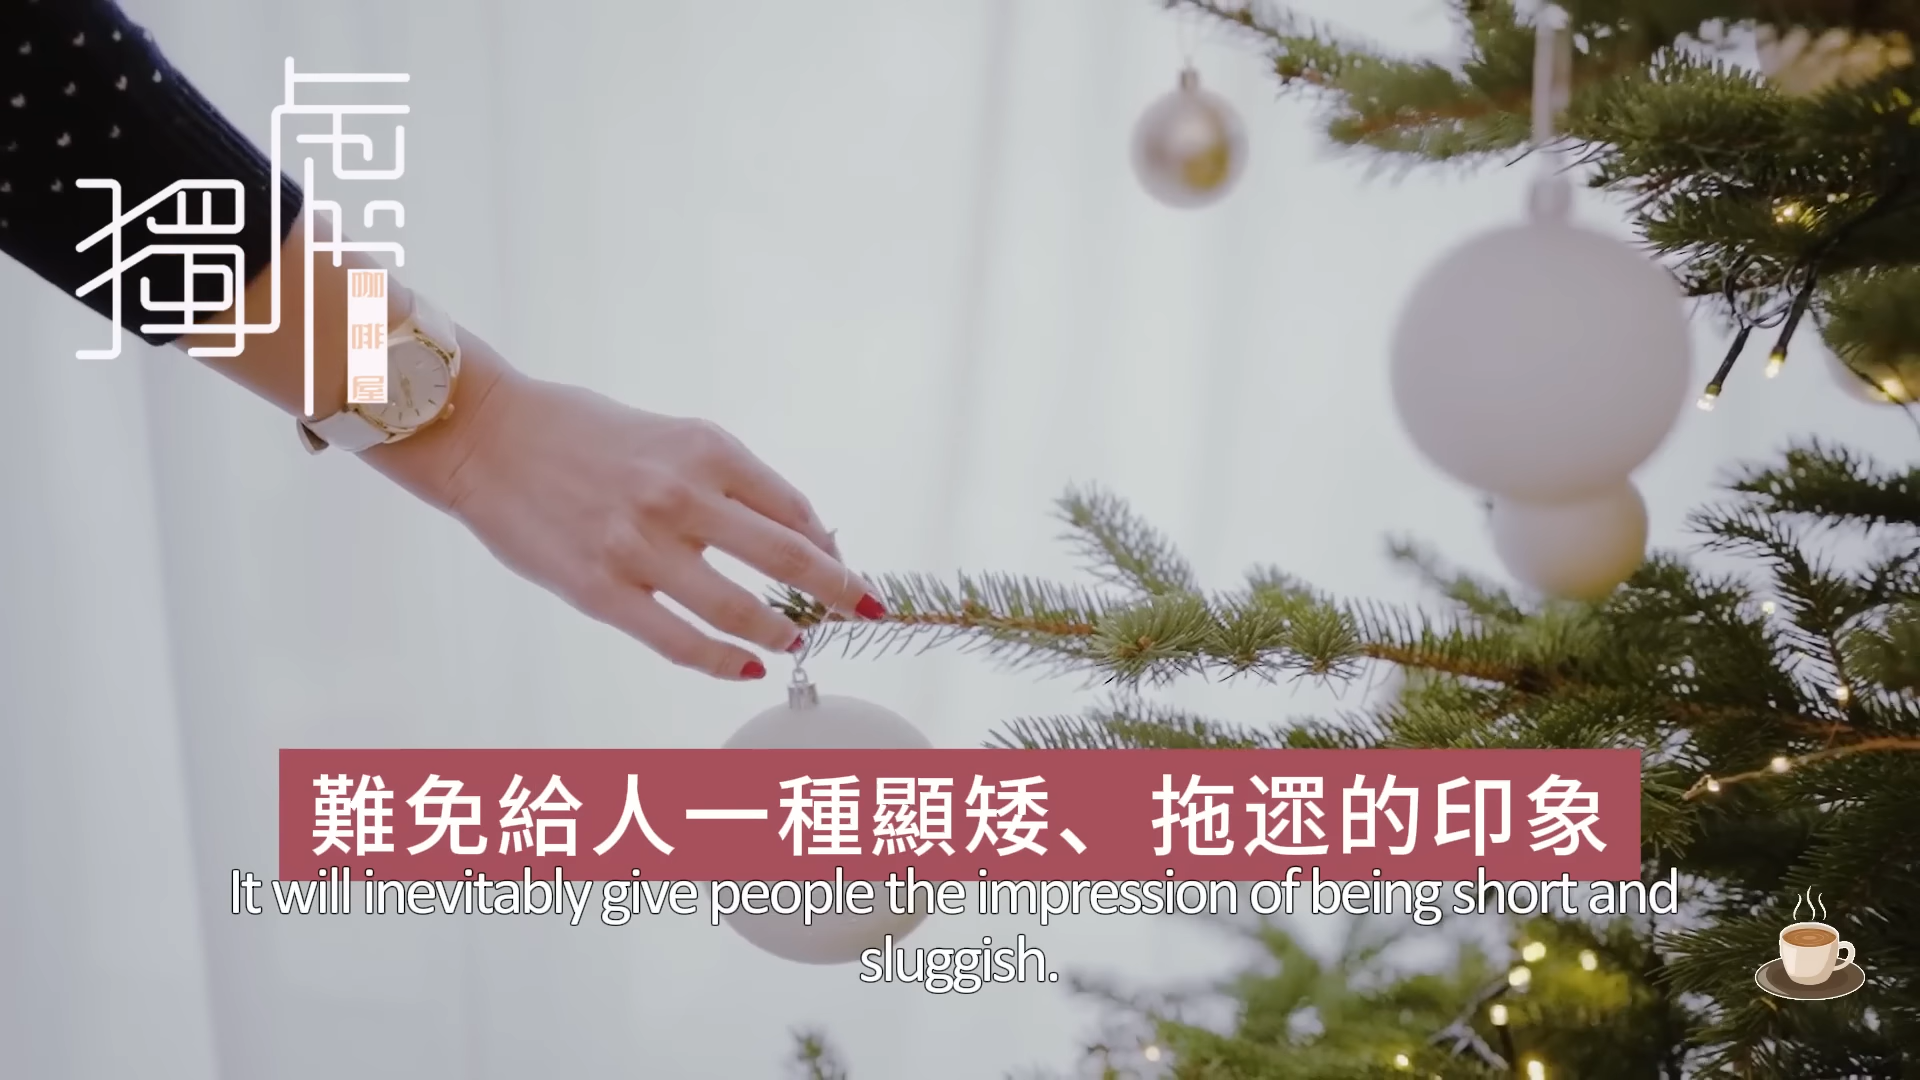 獨處
咖啡屋
難免給人一種顯矮、拖遝的印象
It will inevitably give people the impression of being short and
sluggish.